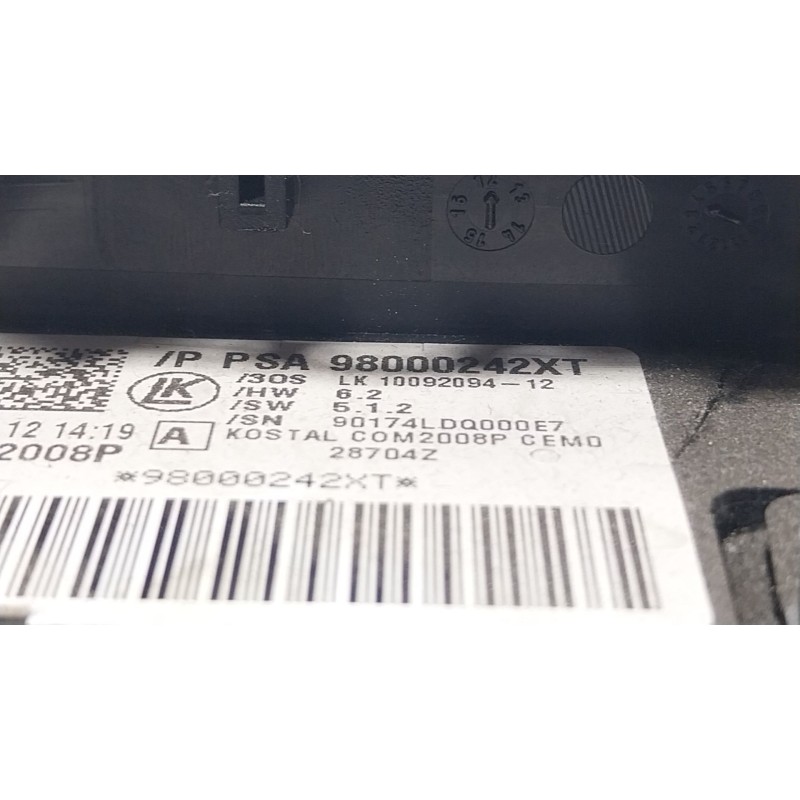 /P PSA 98000242XT
/3OS LK 10092094-12
/HW 6.2
/SW 5.1.2
/SN 90174LDQ000E7
LK
12 14:19 A KOSTAL COM2008P CEMO
2008P 28704Z
*98000242XT*